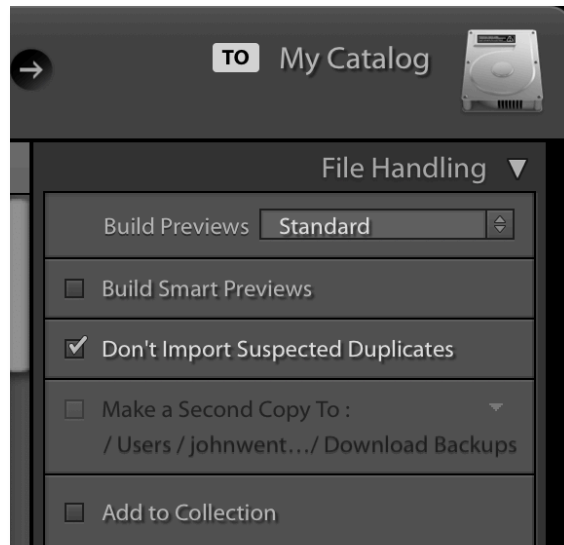 TO My Catalog
File Handling
Build Previews Standard
Build Smart Previews
Don't Import Suspected Duplicates
Make a Second Copy To :
/ Users / johnwent…/ Download Backups
Add to Collection